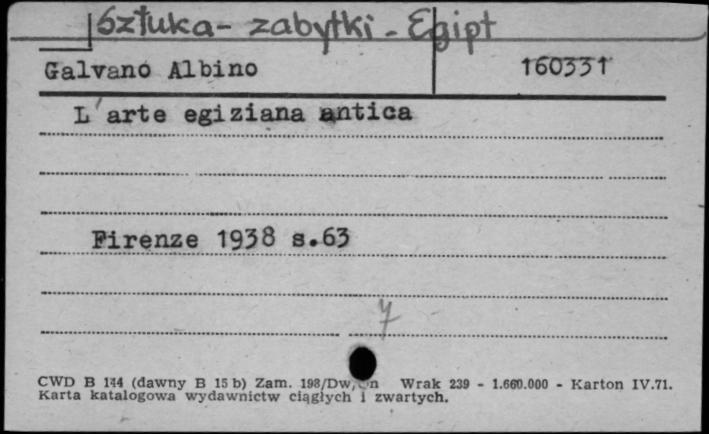 Sztuka - zabytki - Egipt
Galvano Albino 160331
L'arte egiziana antica
Firenze 1938 s.63
7
CWD B 144 (dawny B 15 b) Zam. 198/Dw, Wrak 239 - 1.660.000 - Karton IV.71.
Karta katalogowa wydawnictw ciągłych i zwartych.